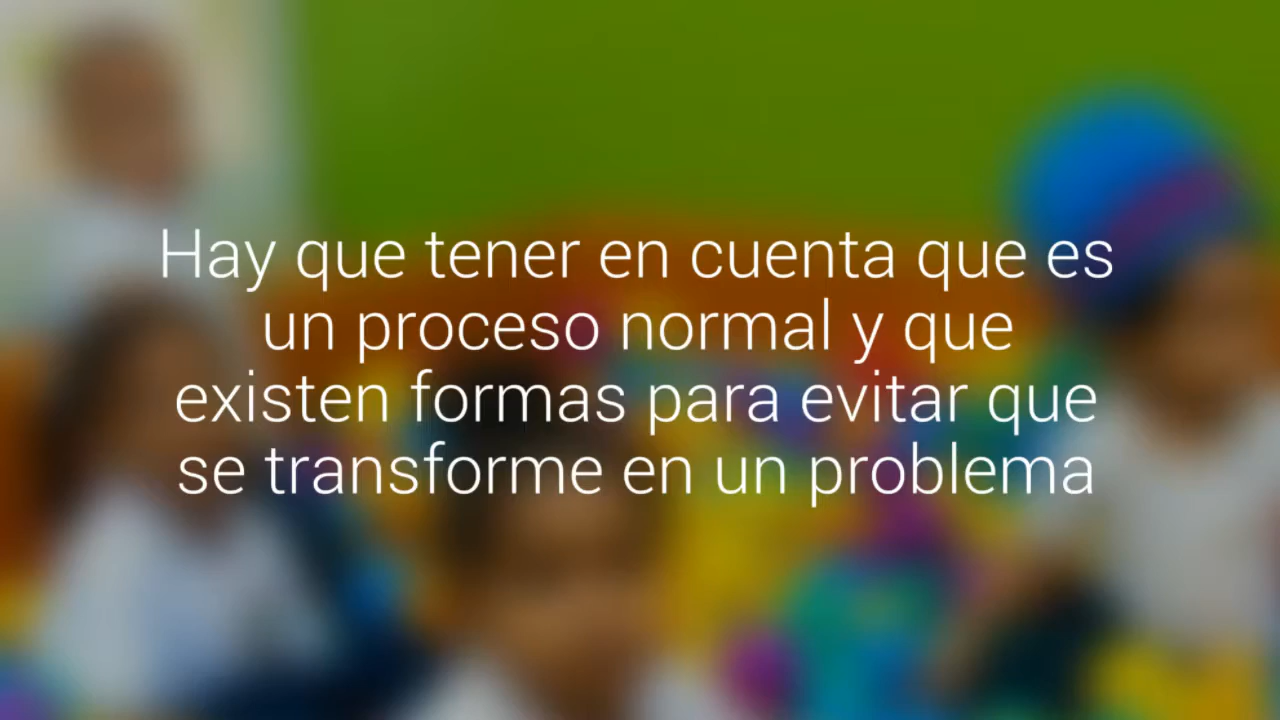 Hay que tener en cuenta que es
un proceso normal y que
existen formas para evitar que
se transforme en un problema